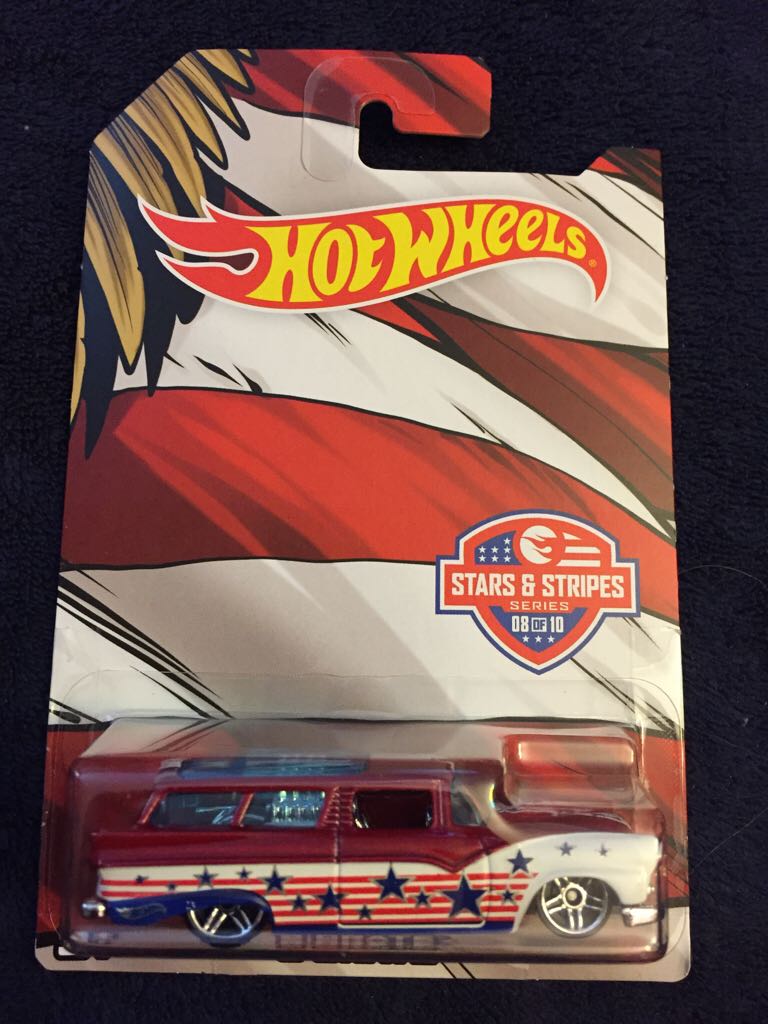 HOT WHEELS®
STARS & STRIPES
SERIES
08 OF 10